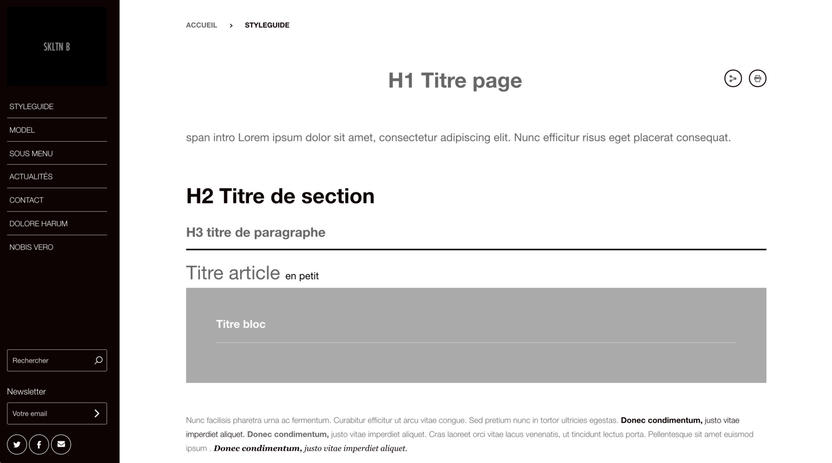 SKLTN B
STYLEGUIDE
MODEL
SOUS MENU
ACTUALITÉS
CONTACT
DOLORE HARUM
NOBIS VERO
Rechercher
Newsletter
Votre email
ACCUEIL > STYLEGUIDE
H1 Titre page
span intro Lorem ipsum dolor sit amet, consectetur adipiscing elit. Nunc efficitur risus eget placerat consequat.
H2 Titre de section
H3 titre de paragraphe
Titre article en petit
Titre bloc
Nunc facilisis pharetra urna ac fermentum. Curabitur efficitur ut arcu vitae congue. Sed pretium nunc in tortor ultricies egestas. Donec condimentum, justo vitae
imperdiet aliquet. Donec condimentum, justo vitae imperdiet aliquet. Cras laoreet orci vitae lacus venenatis, ut tincidunt lectus porta. Pellentesque sit amet euismod
ipsum . Donec condimentum, justo vitae imperdiet aliquet.